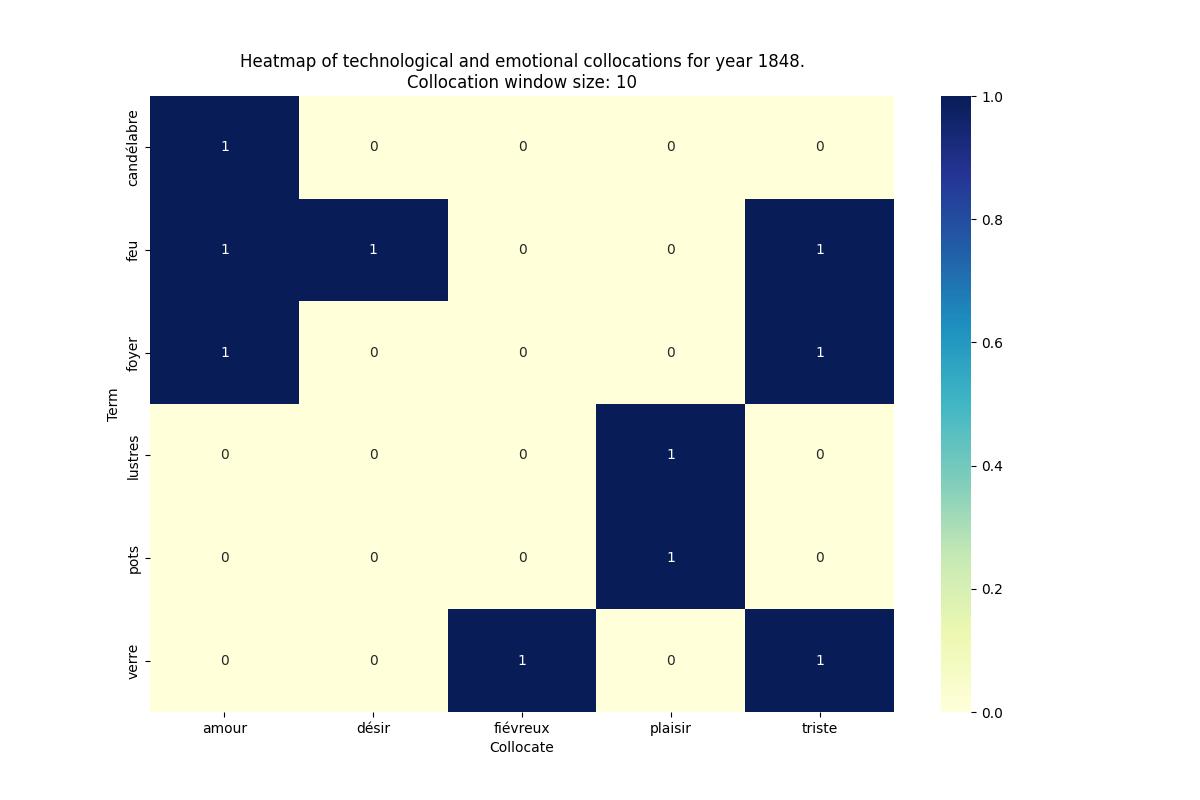 Heatmap of technological and emotional collocations for year 1848.
Collocation window size: 10
candélabre 1 0 0 0 0
feu 1 1 0 0 1
foyer 1 0 0 0 1
Term
lustres 0 0 0 1 0
pots 0 0 0 1 0
verre 0 0 1 0 1
amour désir fiévreux plaisir triste
Collocate
1.0
0.8
0.6
0.4
0.2
0.0